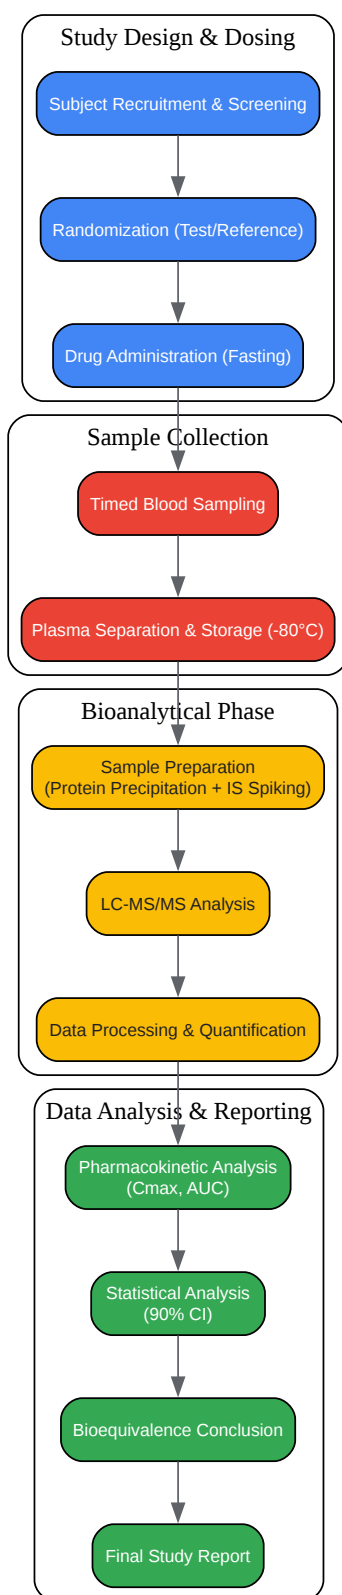 Study Design & Dosing
Subject Recruitment & Screening
Randomization (Test/Reference)
Drug Administration (Fasting)
Sample Collection
Timed Blood Sampling
Plasma Separation & Storage (-80°C)
Bioanalytical Phase
Sample Preparation
(Protein Precipitation + IS Spiking)
LC-MS/MS Analysis
Data Processing & Quantification
Data Analysis & Reporting
Pharmacokinetic Analysis
(Cmax, AUC)
Statistical Analysis
(90% CI)
Bioequivalence Conclusion
Final Study Report